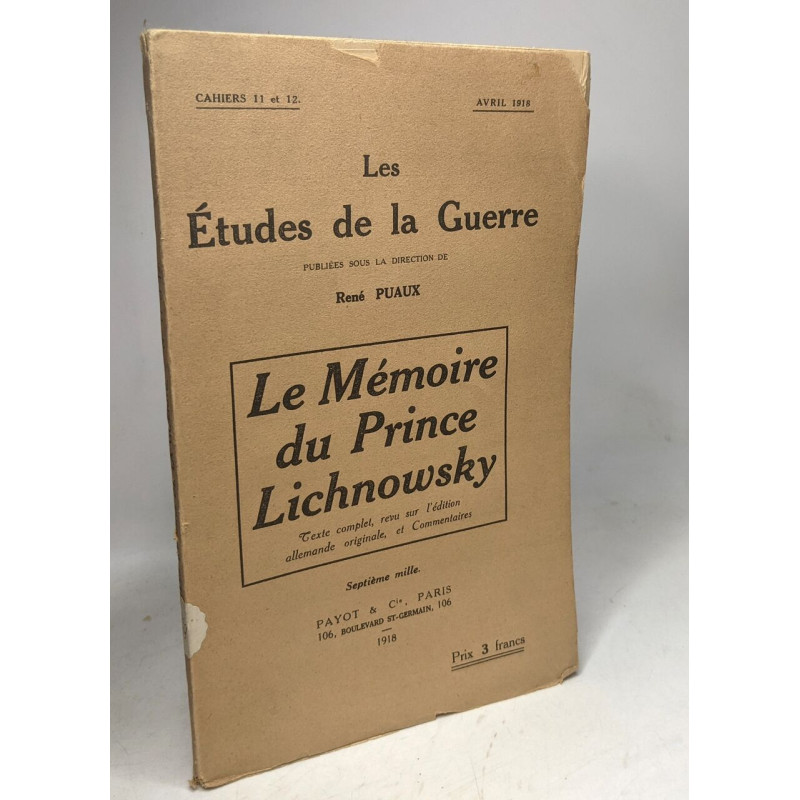 CAHIERS 11 et 12.
AVRIL 1918
Les
Études de la Guerre
PUBLIÉES SOUS LA DIRECTION DE
René PUAUX
Le Mémoire
du Prince
Lichnowsky
Texte complet, revu sur l'édition
allemande originale, et Commentaires
Septième mille.
PAYOT & Cie, PARIS
106, BOULEVARD ST-GERMAIN, 106
1918
Prix 3 francs